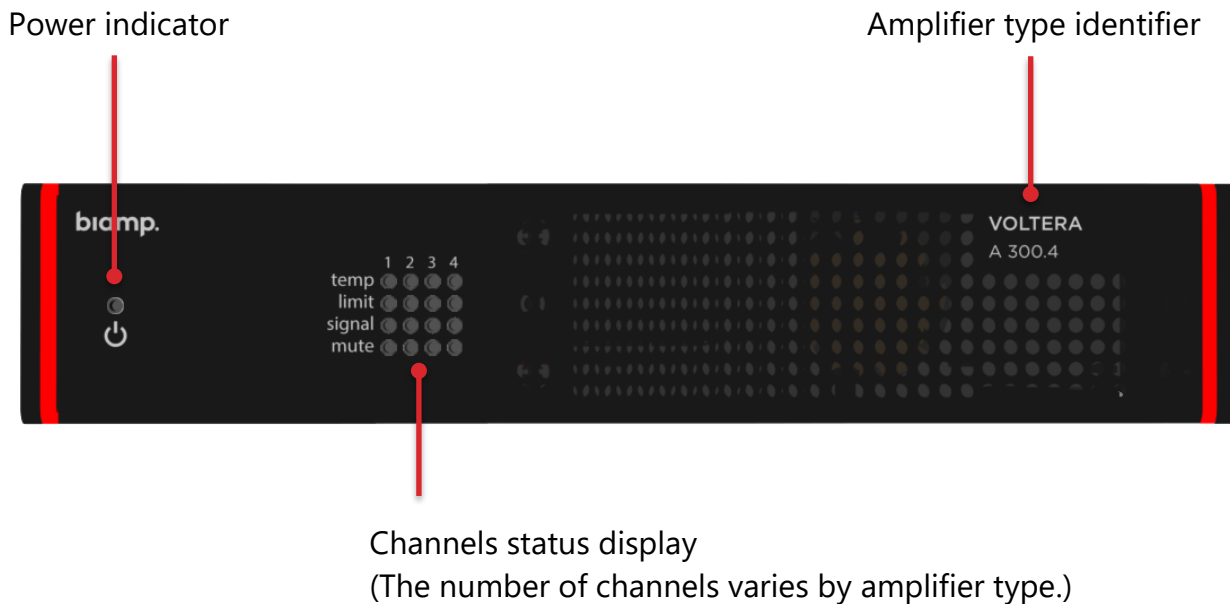 Power indicator
Amplifier type identifier
biamp.
VOLTERA
A 300.4
1 2 3 4
temp
limit
signal
mute
Channels status display
(The number of channels varies by amplifier type.)